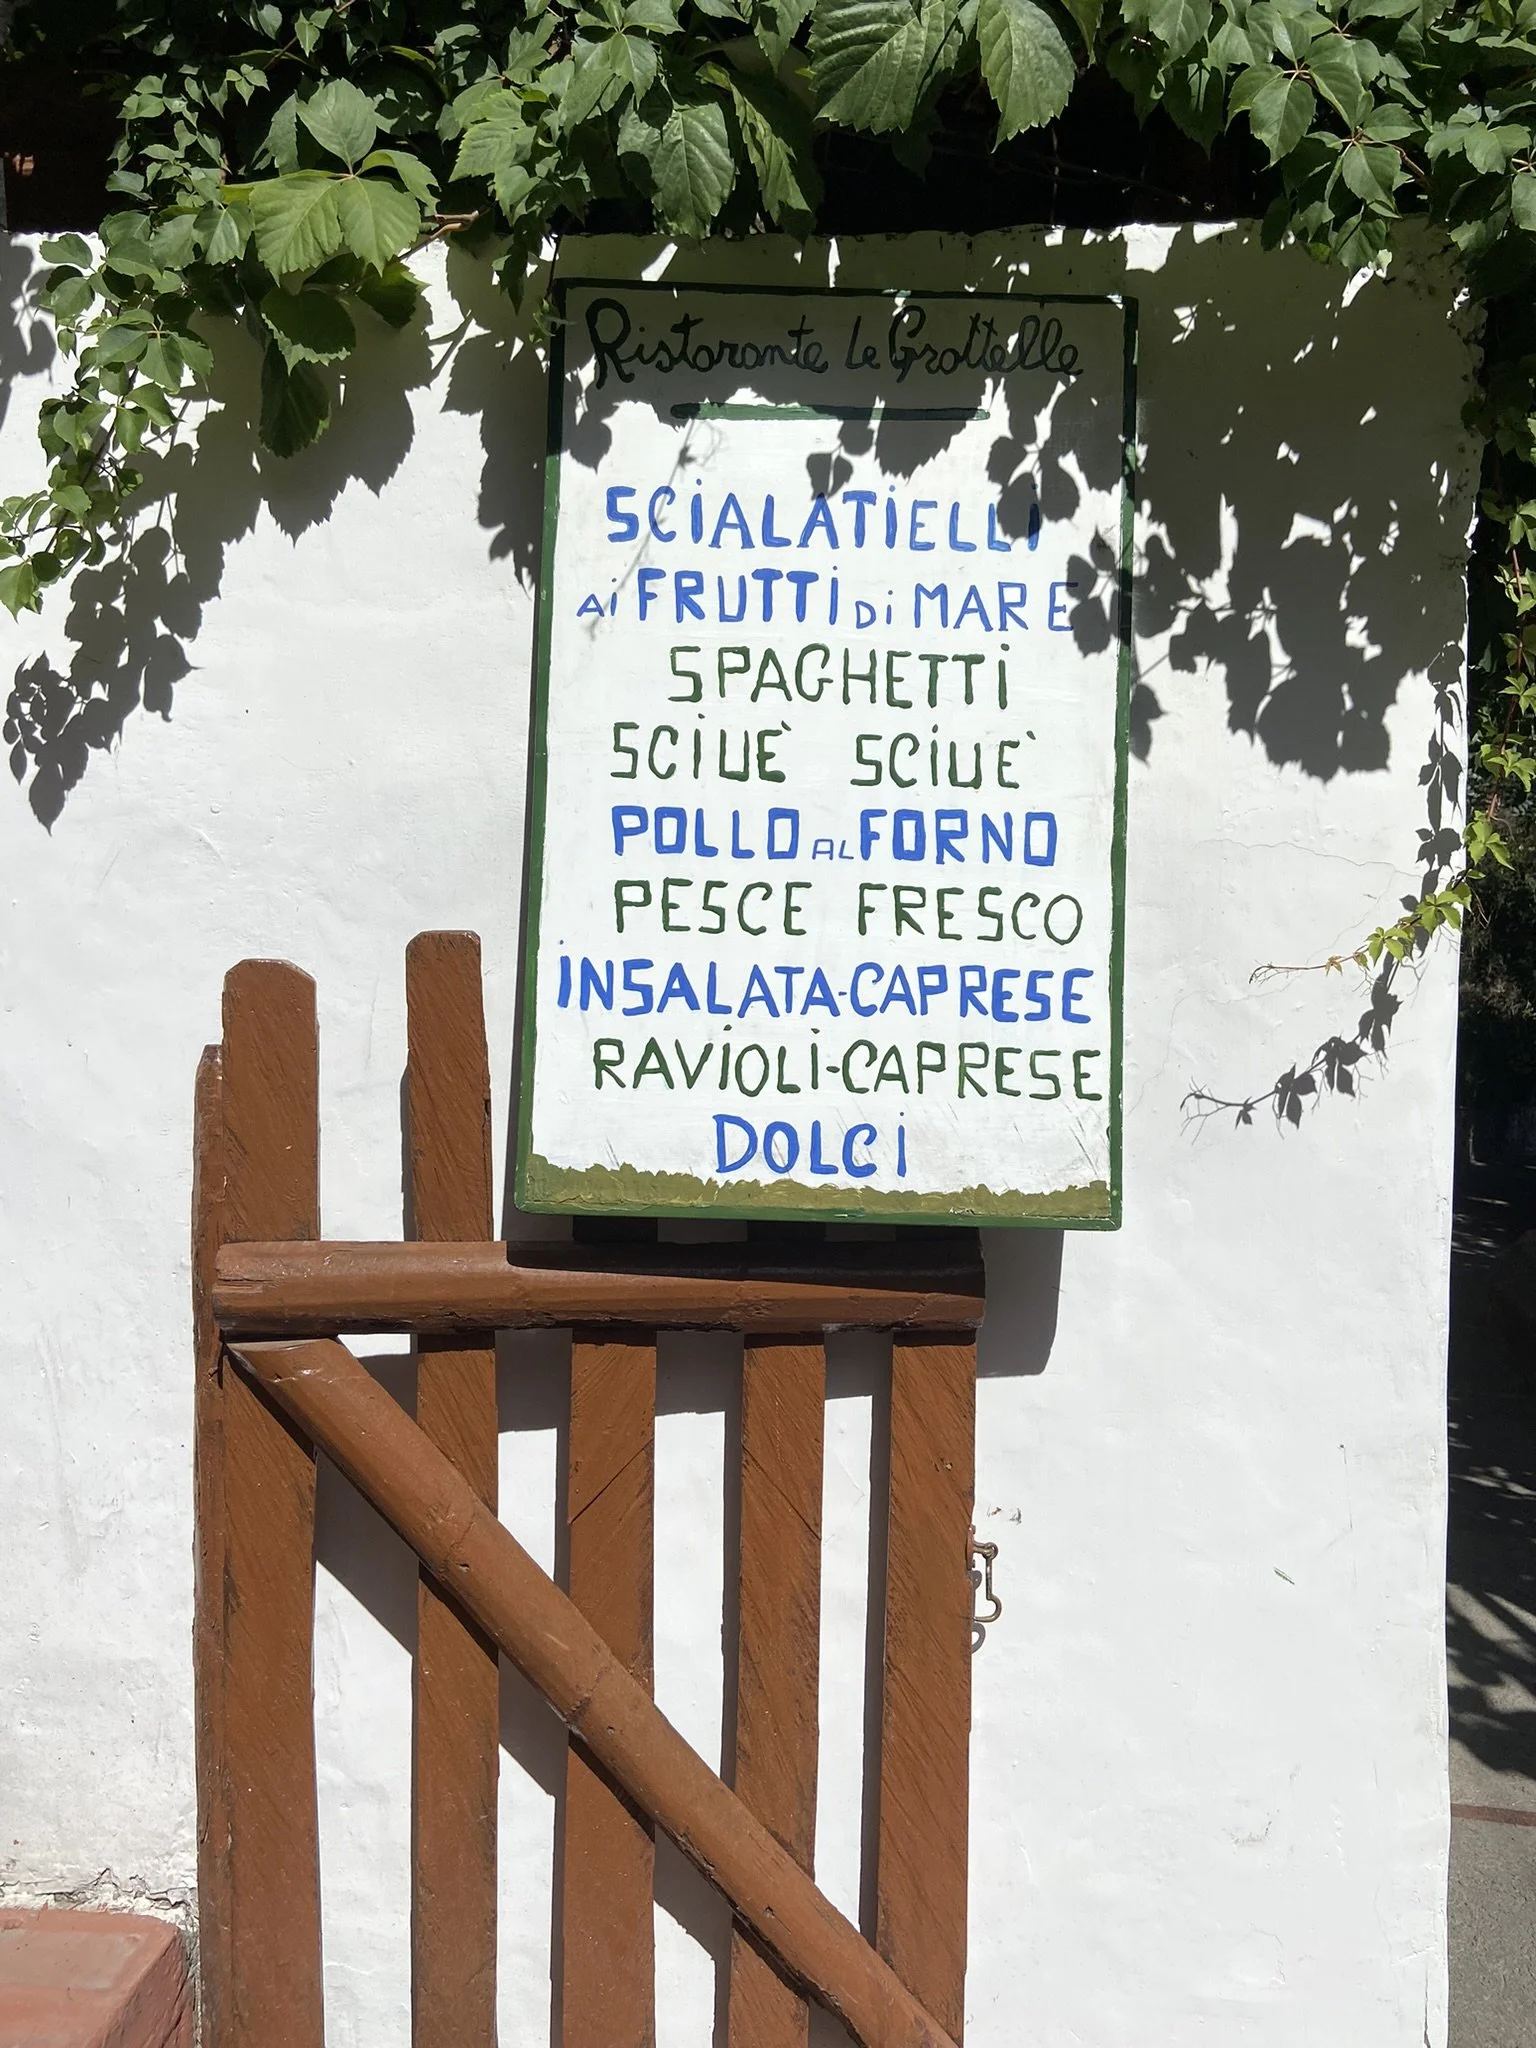 Ristorante Le Grottelle
SCiALATiELLi
Ai FRUTTi Di MARE
SPAGHETTi
SCiUÈ SCiUÈ
POLLO AL FORNO
PESCE FRESCO
iNSALATA-CAPRESE
RAViOLi-CAPRESE
DOLCi